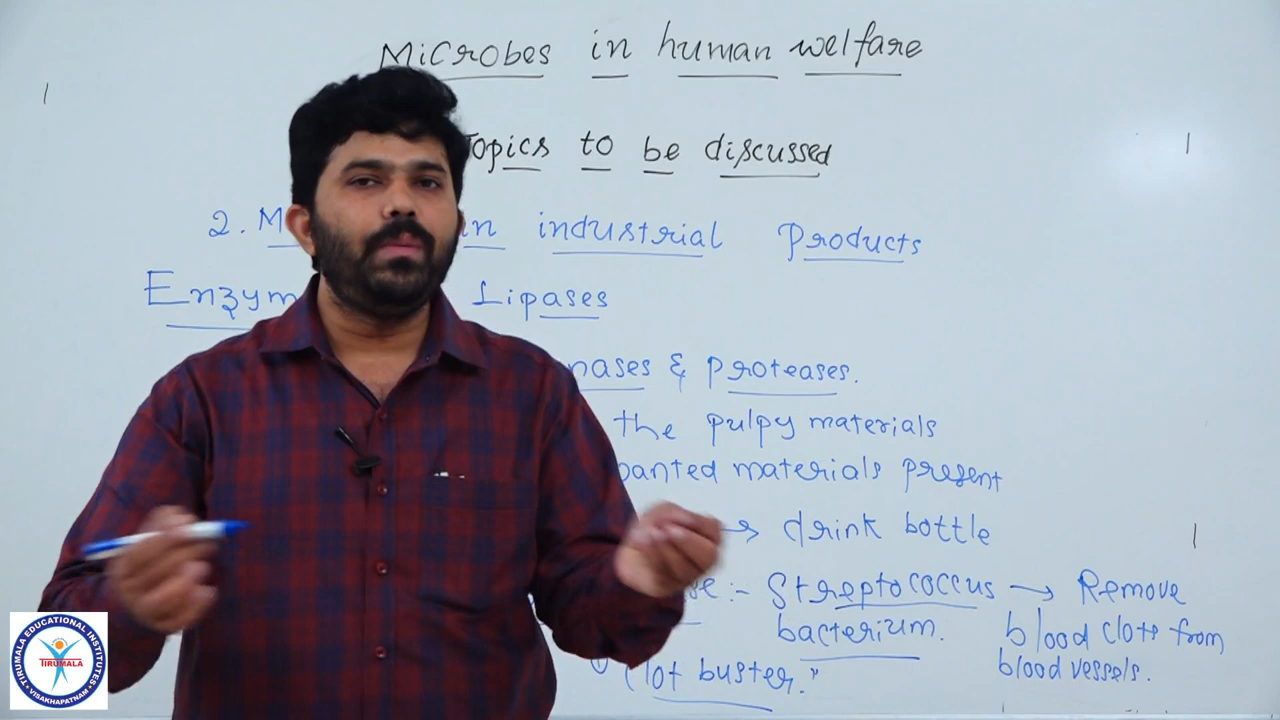 Microbes in human welfare
Topics to be discussed
2. M in industrial Products
Enzym Lipases
nases & proteases.
the pulpy materials
wanted materials present
→ drink bottle
se :- Streptococcus → Remove
bacterium. blood clots from
"Clot buster." blood vessels.
TIRUMALA EDUCATIONAL INSTITUTES
TIRUMALA
VISAKHAPATNAM